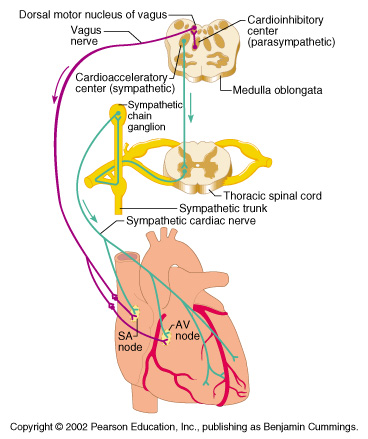 Dorsal motor nucleus of vagus
Vagus
nerve
Cardioinhibitory
center
(parasympathetic)
Cardioacceleratory
center (sympathetic)
Medulla oblongata
Sympathetic
chain
ganglion
Thoracic spinal cord
Sympathetic trunk
Sympathetic cardiac nerve
SA
node
AV
node
Copyright © 2002 Pearson Education, Inc., publishing as Benjamin Cummings.